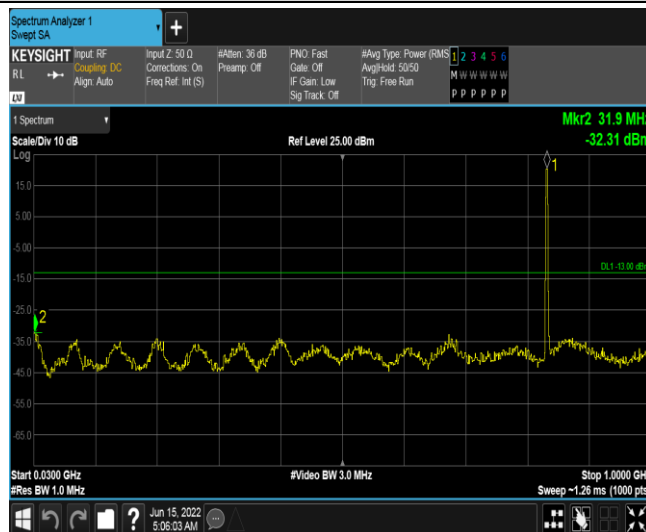 Spectrum Analyzer 1
Swept SA
KEYSIGHT
RL
LXI
Input: RF
Coupling: DC
Align: Auto
Input Z: 50 Ω
Corrections: On
Freq Ref: Int (S)
#Atten: 36 dB
Preamp: Off
PNO: Fast
Gate: Off
IF Gain: Low
Sig Track: Off
#Avg Type: Power (RMS
Avg|Hold: 50/50
Trig: Free Run
1 2 3 4 5 6
M W W W W W
P P P P P P
1 Spectrum
Scale/Div 10 dB
Log
Ref Level 25.00 dBm
Mkr2 31.9 MHz
-32.31 dBm
1
15.0
5.00
-5.00
DL1 -13.00 dBm
-15.0
-25.0
2
-35.0
-45.0
-55.0
-65.0
Start 0.0300 GHz
#Res BW 1.0 MHz
#Video BW 3.0 MHz
Stop 1.0000 GH
Sweep ~1.26 ms (1000 pts
?
Jun 15, 2022
5:06:03 AM